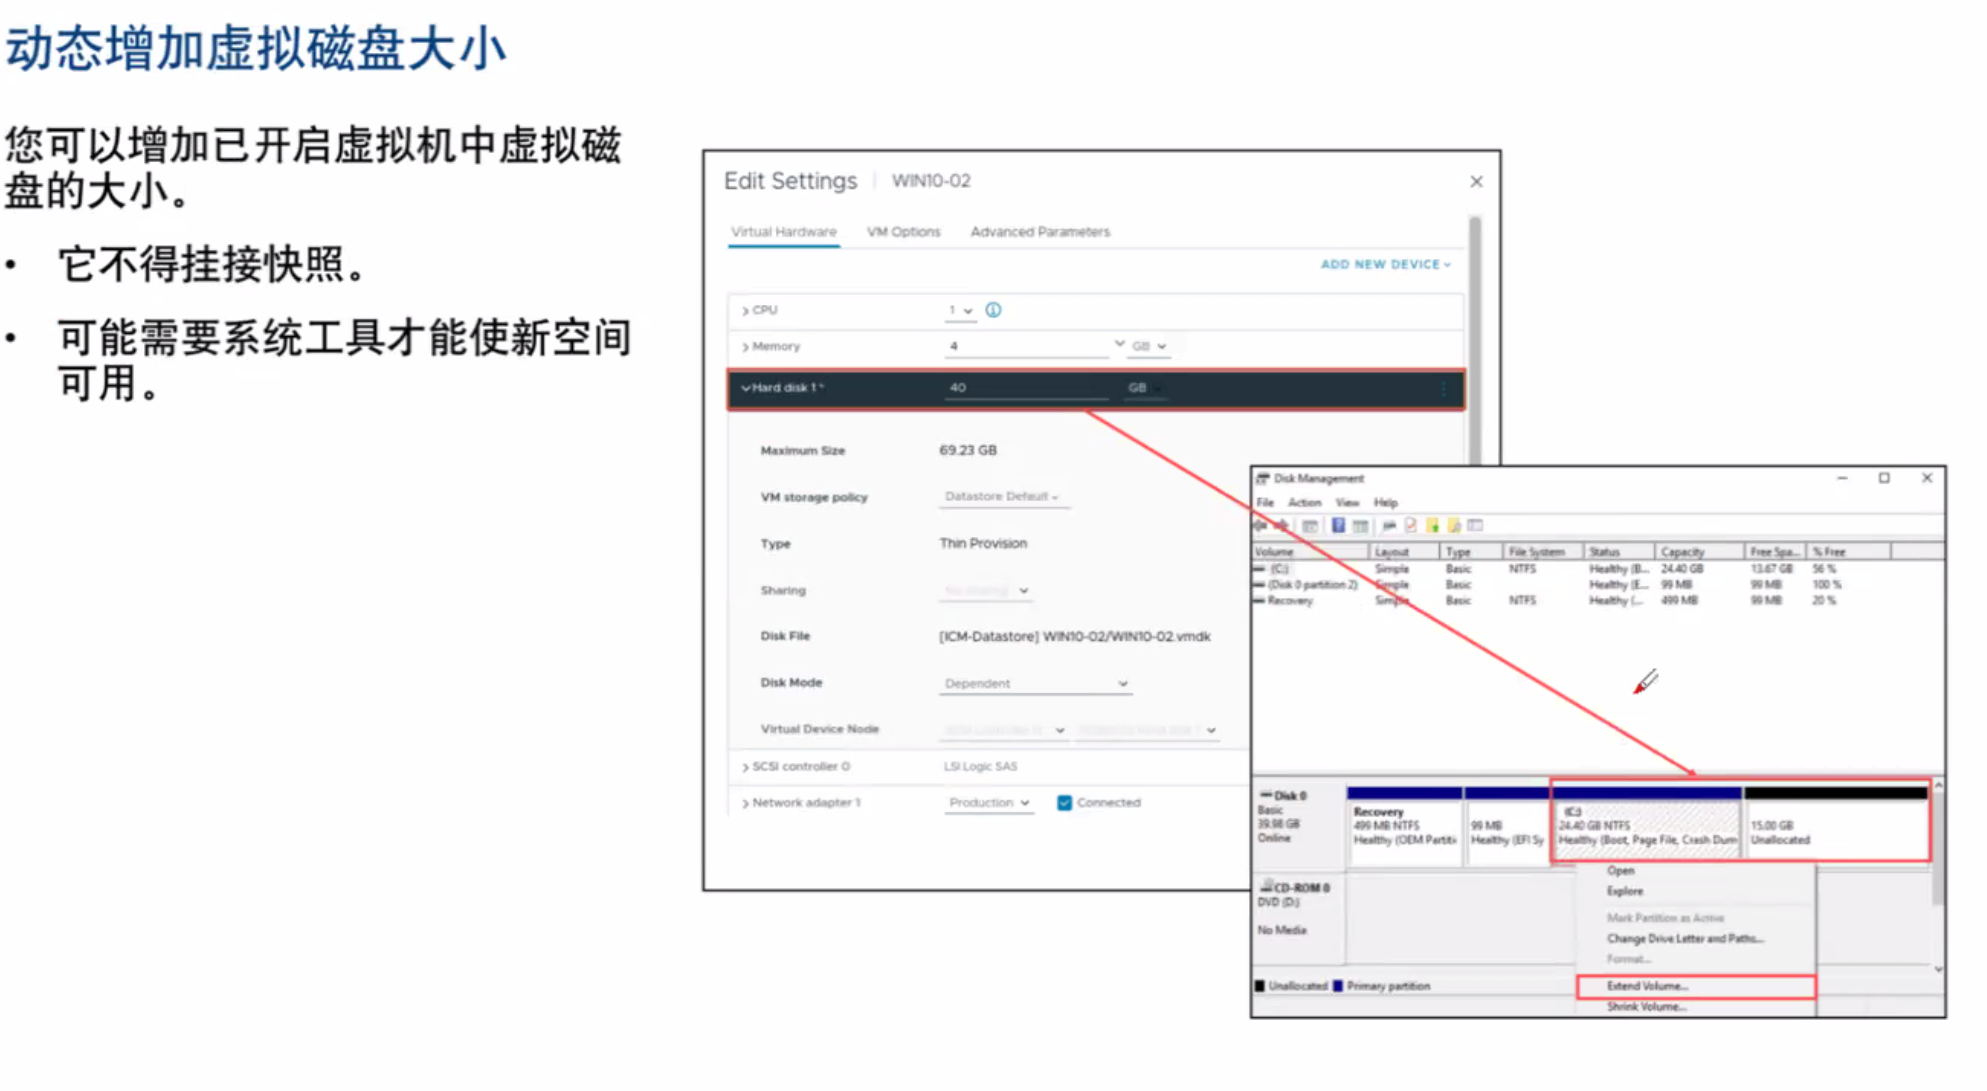 动态增加虚拟磁盘大小
您可以增加已开启虚拟机中虚拟磁
盘的大小。
• 它不得挂接快照。
• 可能需要系统工具才能使新空间
可用。
Edit Settings WIN10-02
Virtual Hardware VM Options Advanced Parameters
ADD NEW DEVICE
CPU 1
Memory 4 GB
Hard disk 1 * 40 GB
Maximum Size 69.23 GB
VM storage policy Datastore Default
Type Thin Provision
Sharing No sharing
Disk File [ICM-Datastore] WIN10-02/WIN10-02.vmdk
Disk Mode Dependent
Virtual Device Node
SCSI controller 0 LSI Logic SAS
Network adapter 1 Production Connected
Disk Management
File Action View Help
Volume Layout Type File System Status Capacity Free Spa... % Free
(C:) Simple Basic NTFS Healthy (B... 24.40 GB 13.67 GB 56 %
(Disk 0 partition 2) Simple Basic Healthy (E... 99 MB 99 MB 100 %
Recovery Simple Basic NTFS Healthy (... 499 MB 99 MB 20 %
Disk 0
Basic
39.98 GB
Online
Recovery
499 MB NTFS
Healthy (OEM Partiti
99 MB
Healthy (EFI Sy
(C:)
24.40 GB NTFS
Healthy (Boot, Page File, Crash Dum
15.00 GB
Unallocated
CD-ROM 0
DVD (D:)
No Media
Open
Explore
Mark Partition as Active
Change Drive Letter and Paths...
Format...
Extend Volume...
Shrink Volume...
Unallocated Primary partition